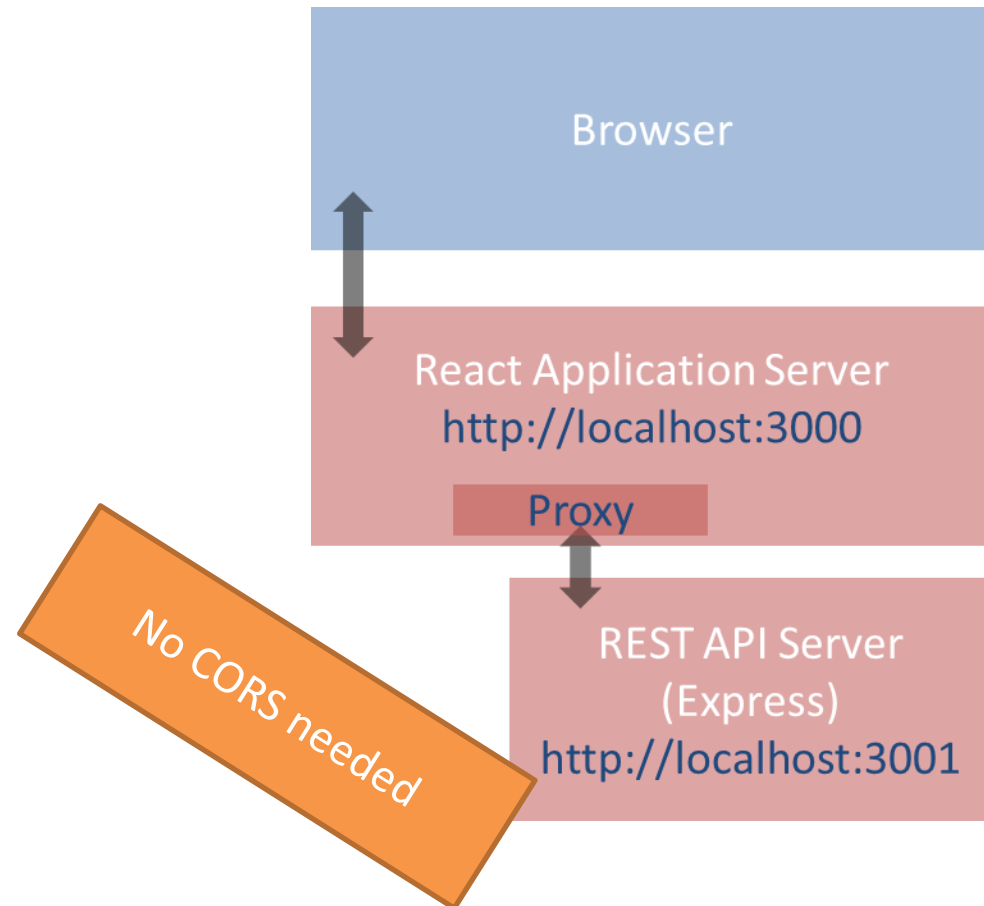 Browser
React Application Server
http://localhost:3000
Proxy
No CORS needed
REST API Server
(Express)
http://localhost:3001